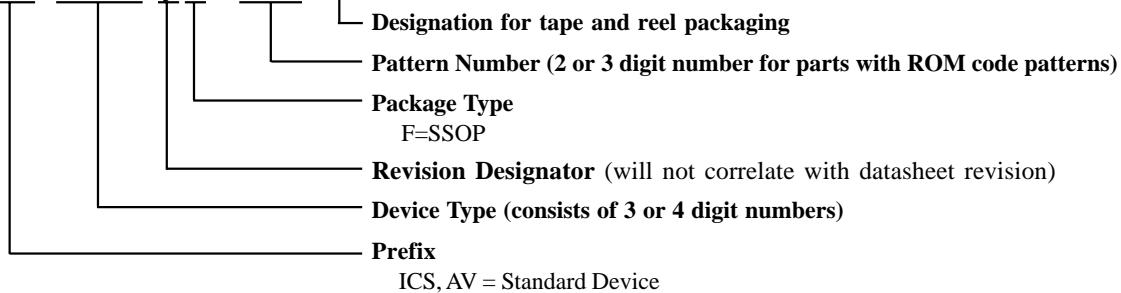 Designation for tape and reel packaging
Pattern Number (2 or 3 digit number for parts with ROM code patterns)
Package Type
F=SSOP
Revision Designator (will not correlate with datasheet revision)
Device Type (consists of 3 or 4 digit numbers)
Prefix
ICS, AV = Standard Device